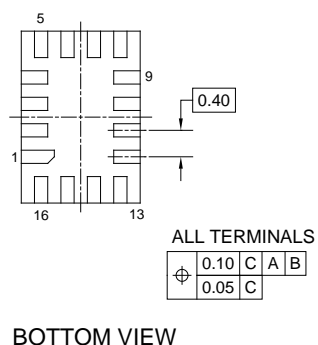 5
9
0.40
1
16
13
ALL TERMINALS
⌖ 0.10 C A B
0.05 C
BOTTOM VIEW